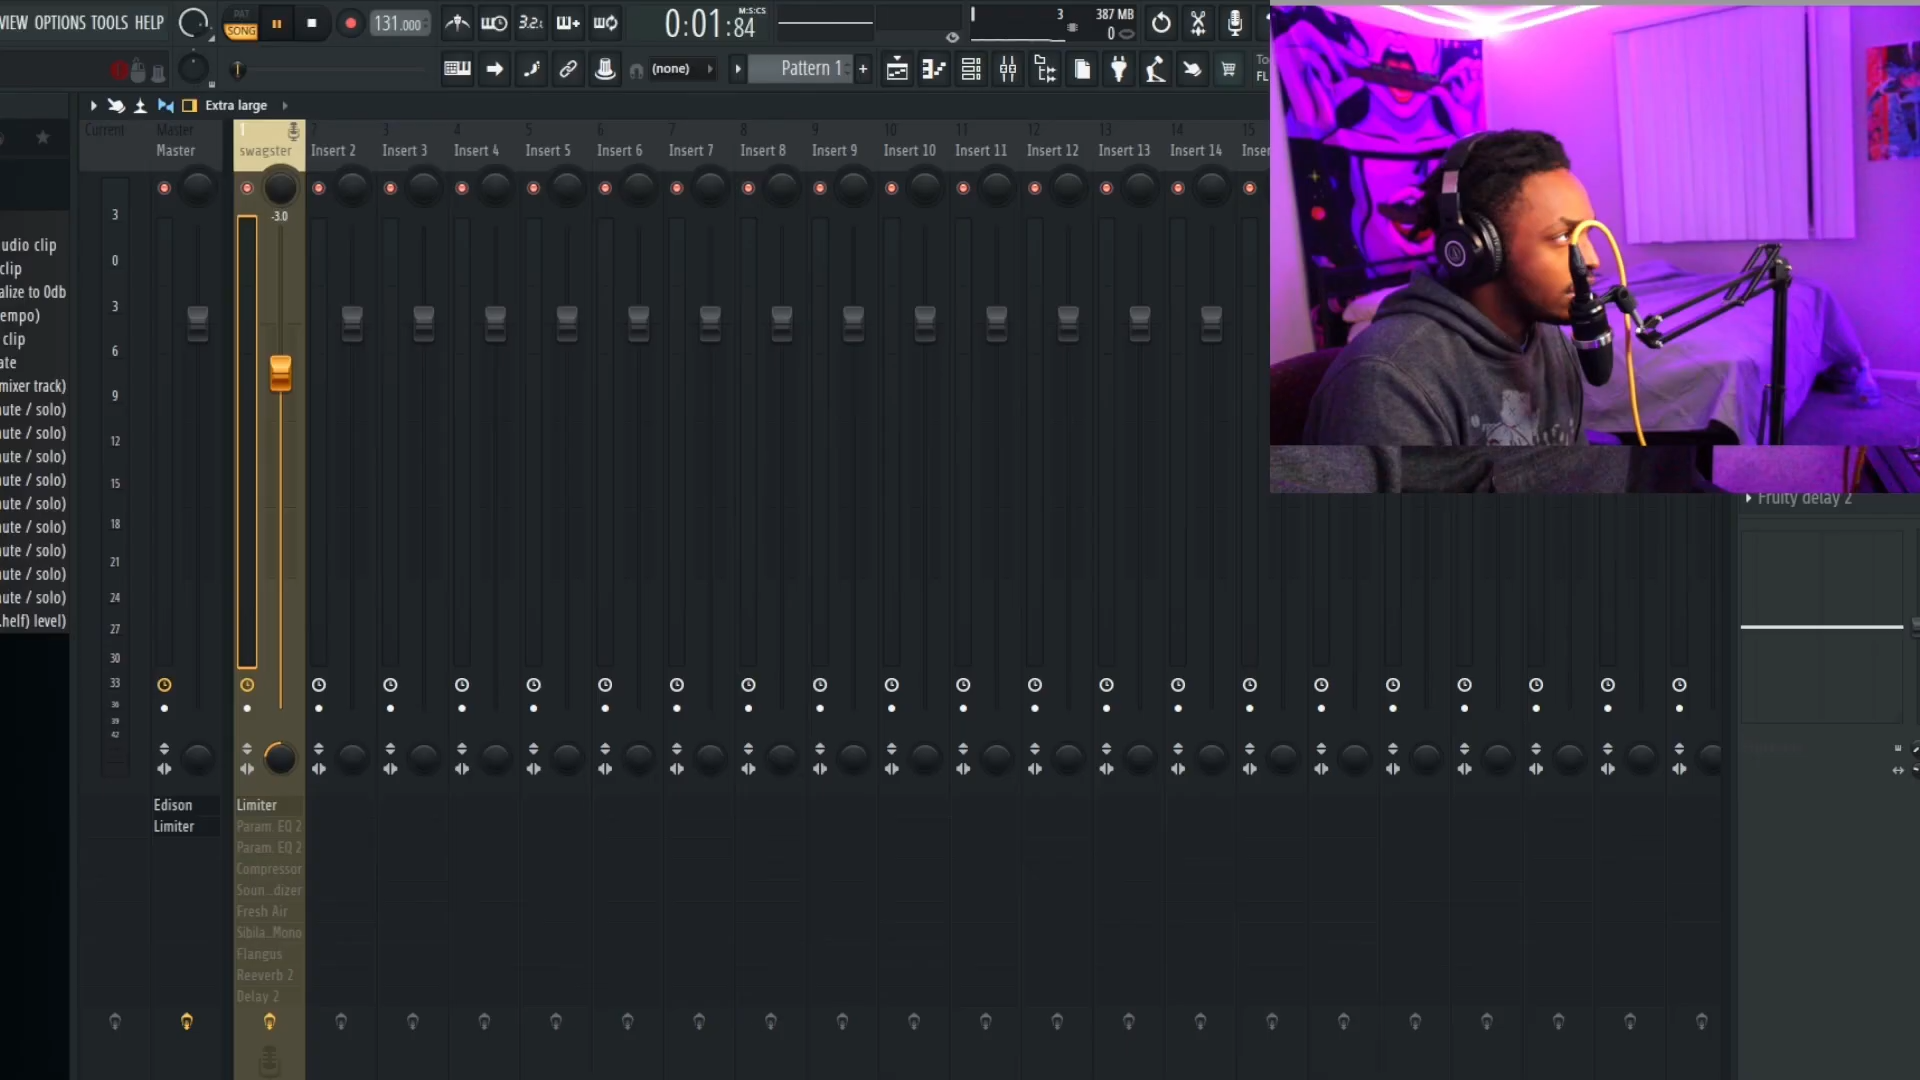 VIEW OPTIONS TOOLS HELP
PAT
SONG
131.000
3.2.
0:01:84
M:S:CS
3
387 MB
0
(none)
Pattern 1
FL
Extra large
Current
Master
Master
1
swagster
2
Insert 2
3
Insert 3
4
Insert 4
5
Insert 5
6
Insert 6
7
Insert 7
8
Insert 8
9
Insert 9
10
Insert 10
11
Insert 11
12
Insert 12
13
Insert 13
14
Insert 14
15
-3.0
3
0
3
6
9
12
15
18
21
24
27
30
33
36
39
42
udio clip
clip
alize to 0db
empo)
clip
ate
mixer track)
ute / solo)
ute / solo)
ute / solo)
ute / solo)
ute / solo)
ute / solo)
ute / solo)
ute / solo)
ute / solo)
.helf) level)
Edison
Limiter
Limiter
Param. EQ 2
Param. EQ 2
Compressor
Soun...dizer
Fresh Air
Sibila...Mono
Flangus
Reeverb 2
Delay 2
Fruity delay 2